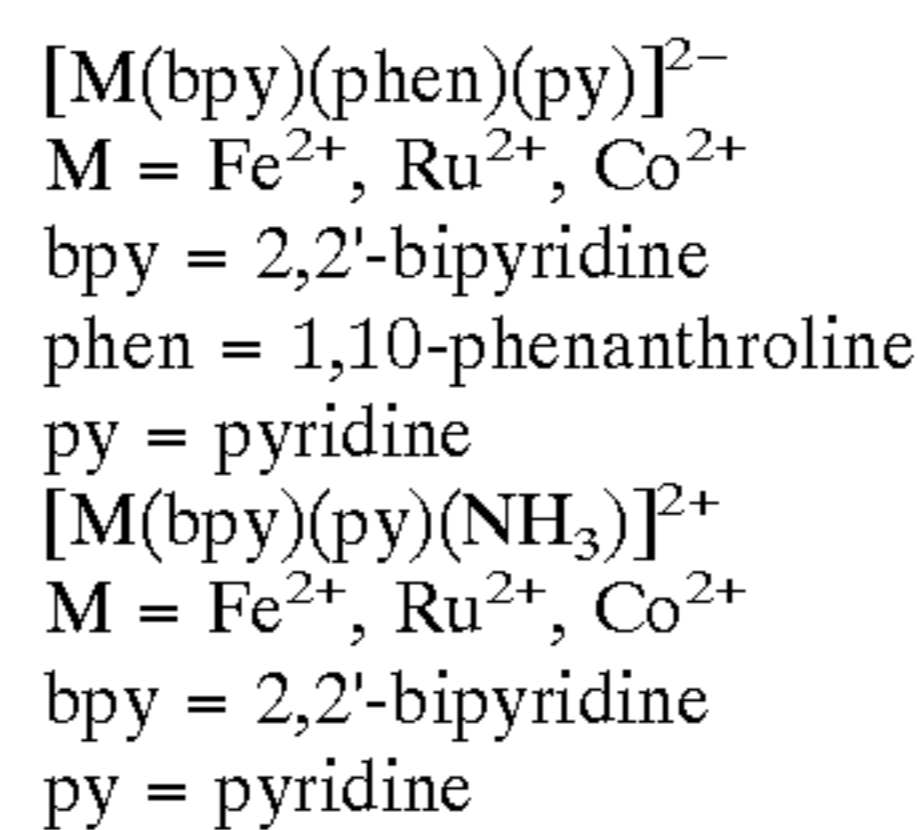 [M(bpy)(phen)(py)]²⁻
M = Fe²⁺, Ru²⁺, Co²⁺
bpy = 2,2'-bipyridine
phen = 1,10-phenanthroline
py = pyridine
[M(bpy)(py)(NH₃)]²⁺
M = Fe²⁺, Ru²⁺, Co²⁺
bpy = 2,2'-bipyridine
py = pyridine